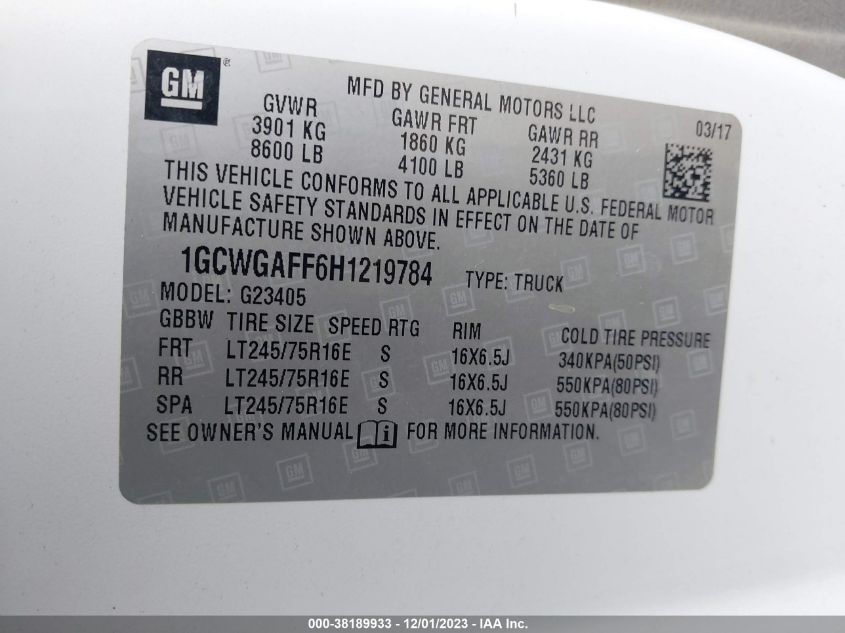 GM ®
MFD BY GENERAL MOTORS LLC
GVWR GAWR FRT GAWR RR 03/17
3901 KG 1860 KG 2431 KG
8600 LB 4100 LB 5360 LB
THIS VEHICLE CONFORMS TO ALL APPLICABLE U.S. FEDERAL MOTOR
VEHICLE SAFETY STANDARDS IN EFFECT ON THE DATE OF
MANUFACTURE SHOWN ABOVE.
1GCWGAFF6H1219784 TYPE: TRUCK
MODEL: G23405
GBBW TIRE SIZE SPEED RTG RIM COLD TIRE PRESSURE
FRT LT245/75R16E S 16X6.5J 340KPA(50PSI)
RR LT245/75R16E S 16X6.5J 550KPA(80PSI)
SPA LT245/75R16E S 16X6.5J 550KPA(80PSI)
SEE OWNER'S MANUAL i FOR MORE INFORMATION.
000-38189933 - 12/01/2023 - COPYRIGHT IAA, LLC.